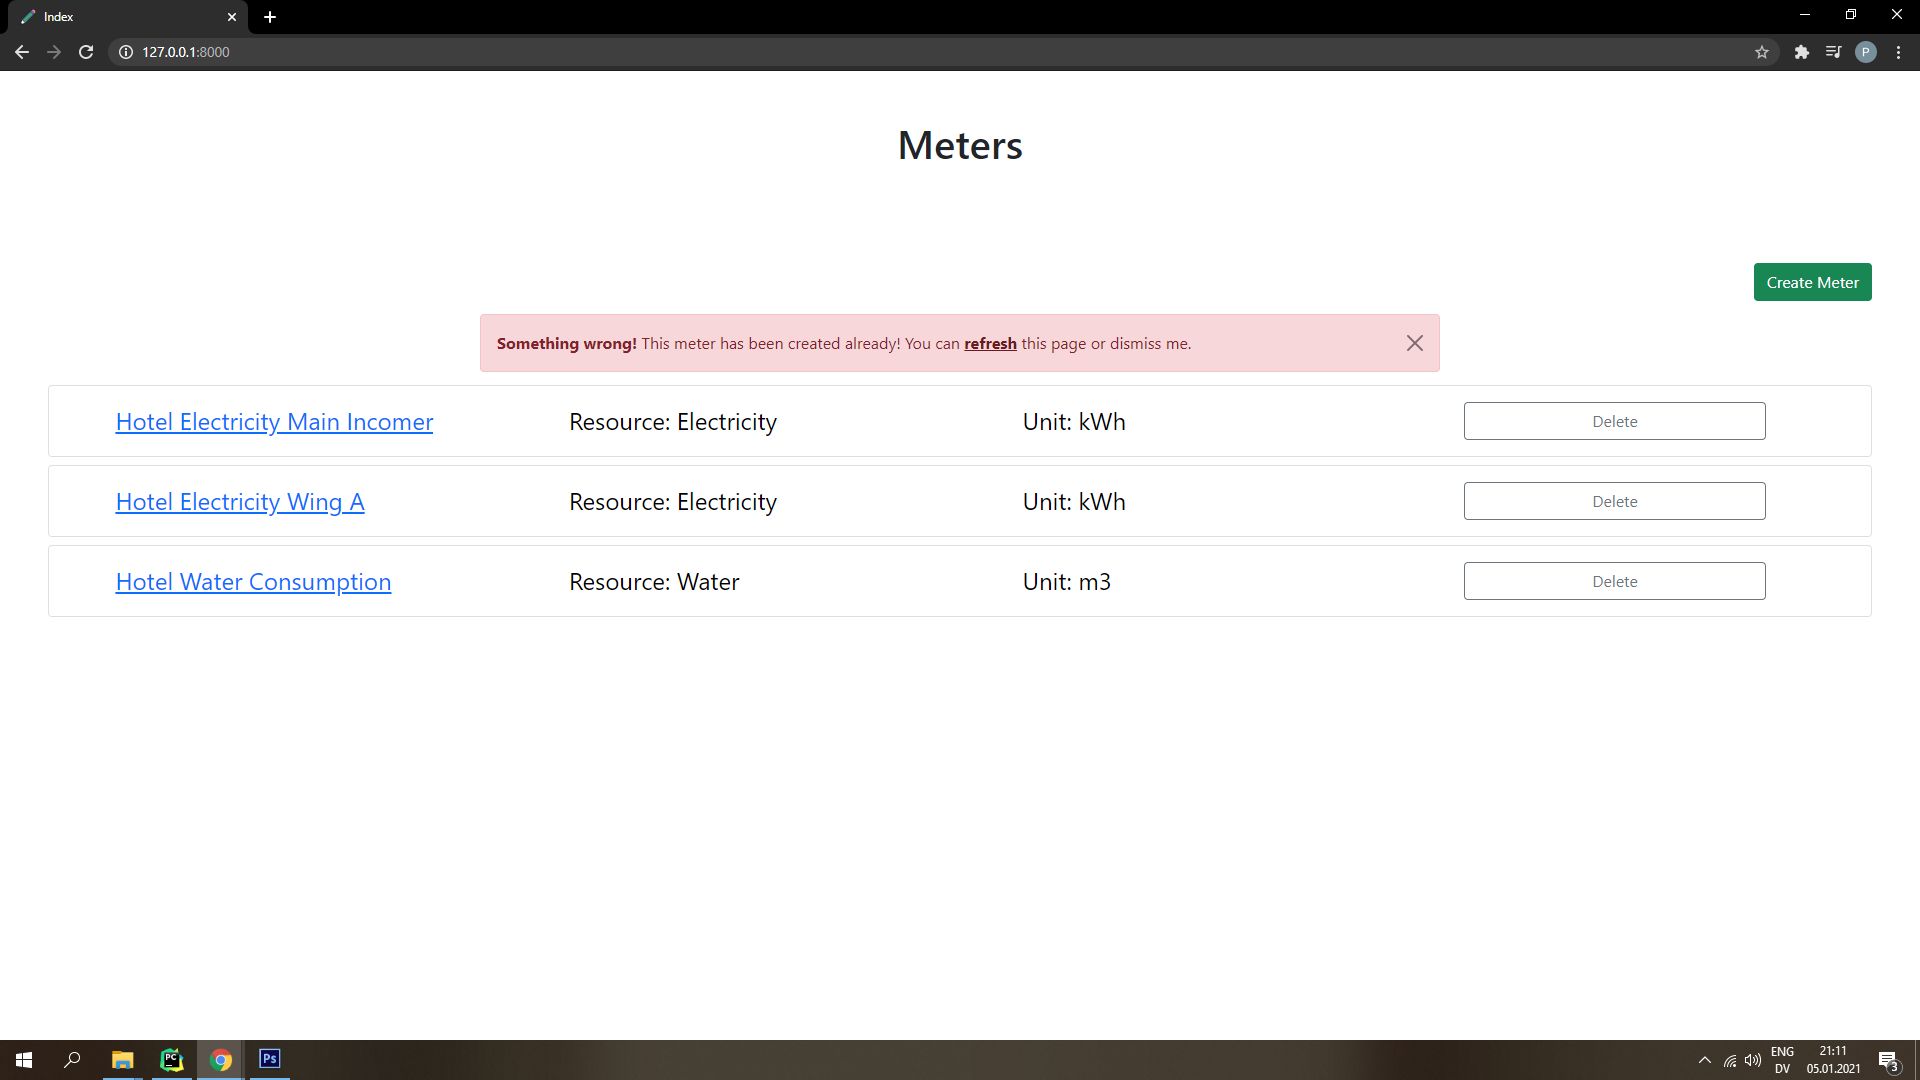 Index
127.0.0.1:8000
P
Meters
Create Meter
Something wrong! This meter has been created already! You can refresh this page or dismiss me.
Hotel Electricity Main Incomer Resource: Electricity Unit: kWh Delete
Hotel Electricity Wing A Resource: Electricity Unit: kWh Delete
Hotel Water Consumption Resource: Water Unit: m3 Delete
PC
Ps
ENG
DV
21:11
05.01.2021
3